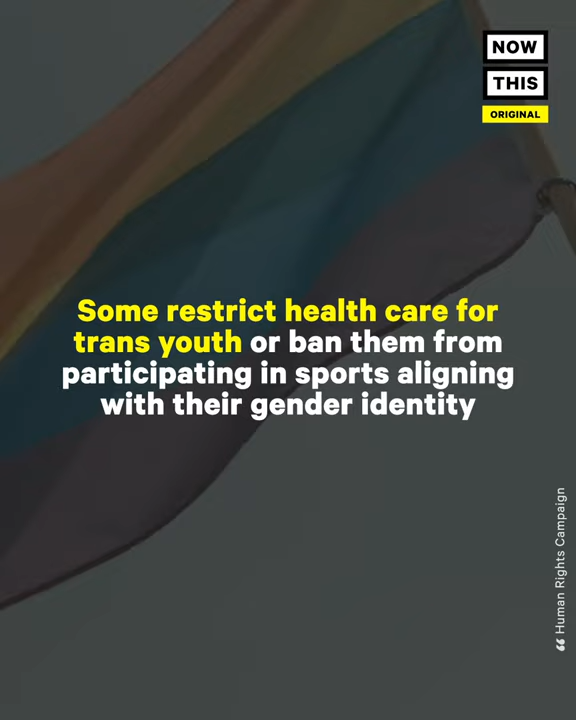 NOW
THIS
ORIGINAL
Some restrict health care for
trans youth or ban them from
participating in sports aligning
with their gender identity
“ Human Rights Campaign